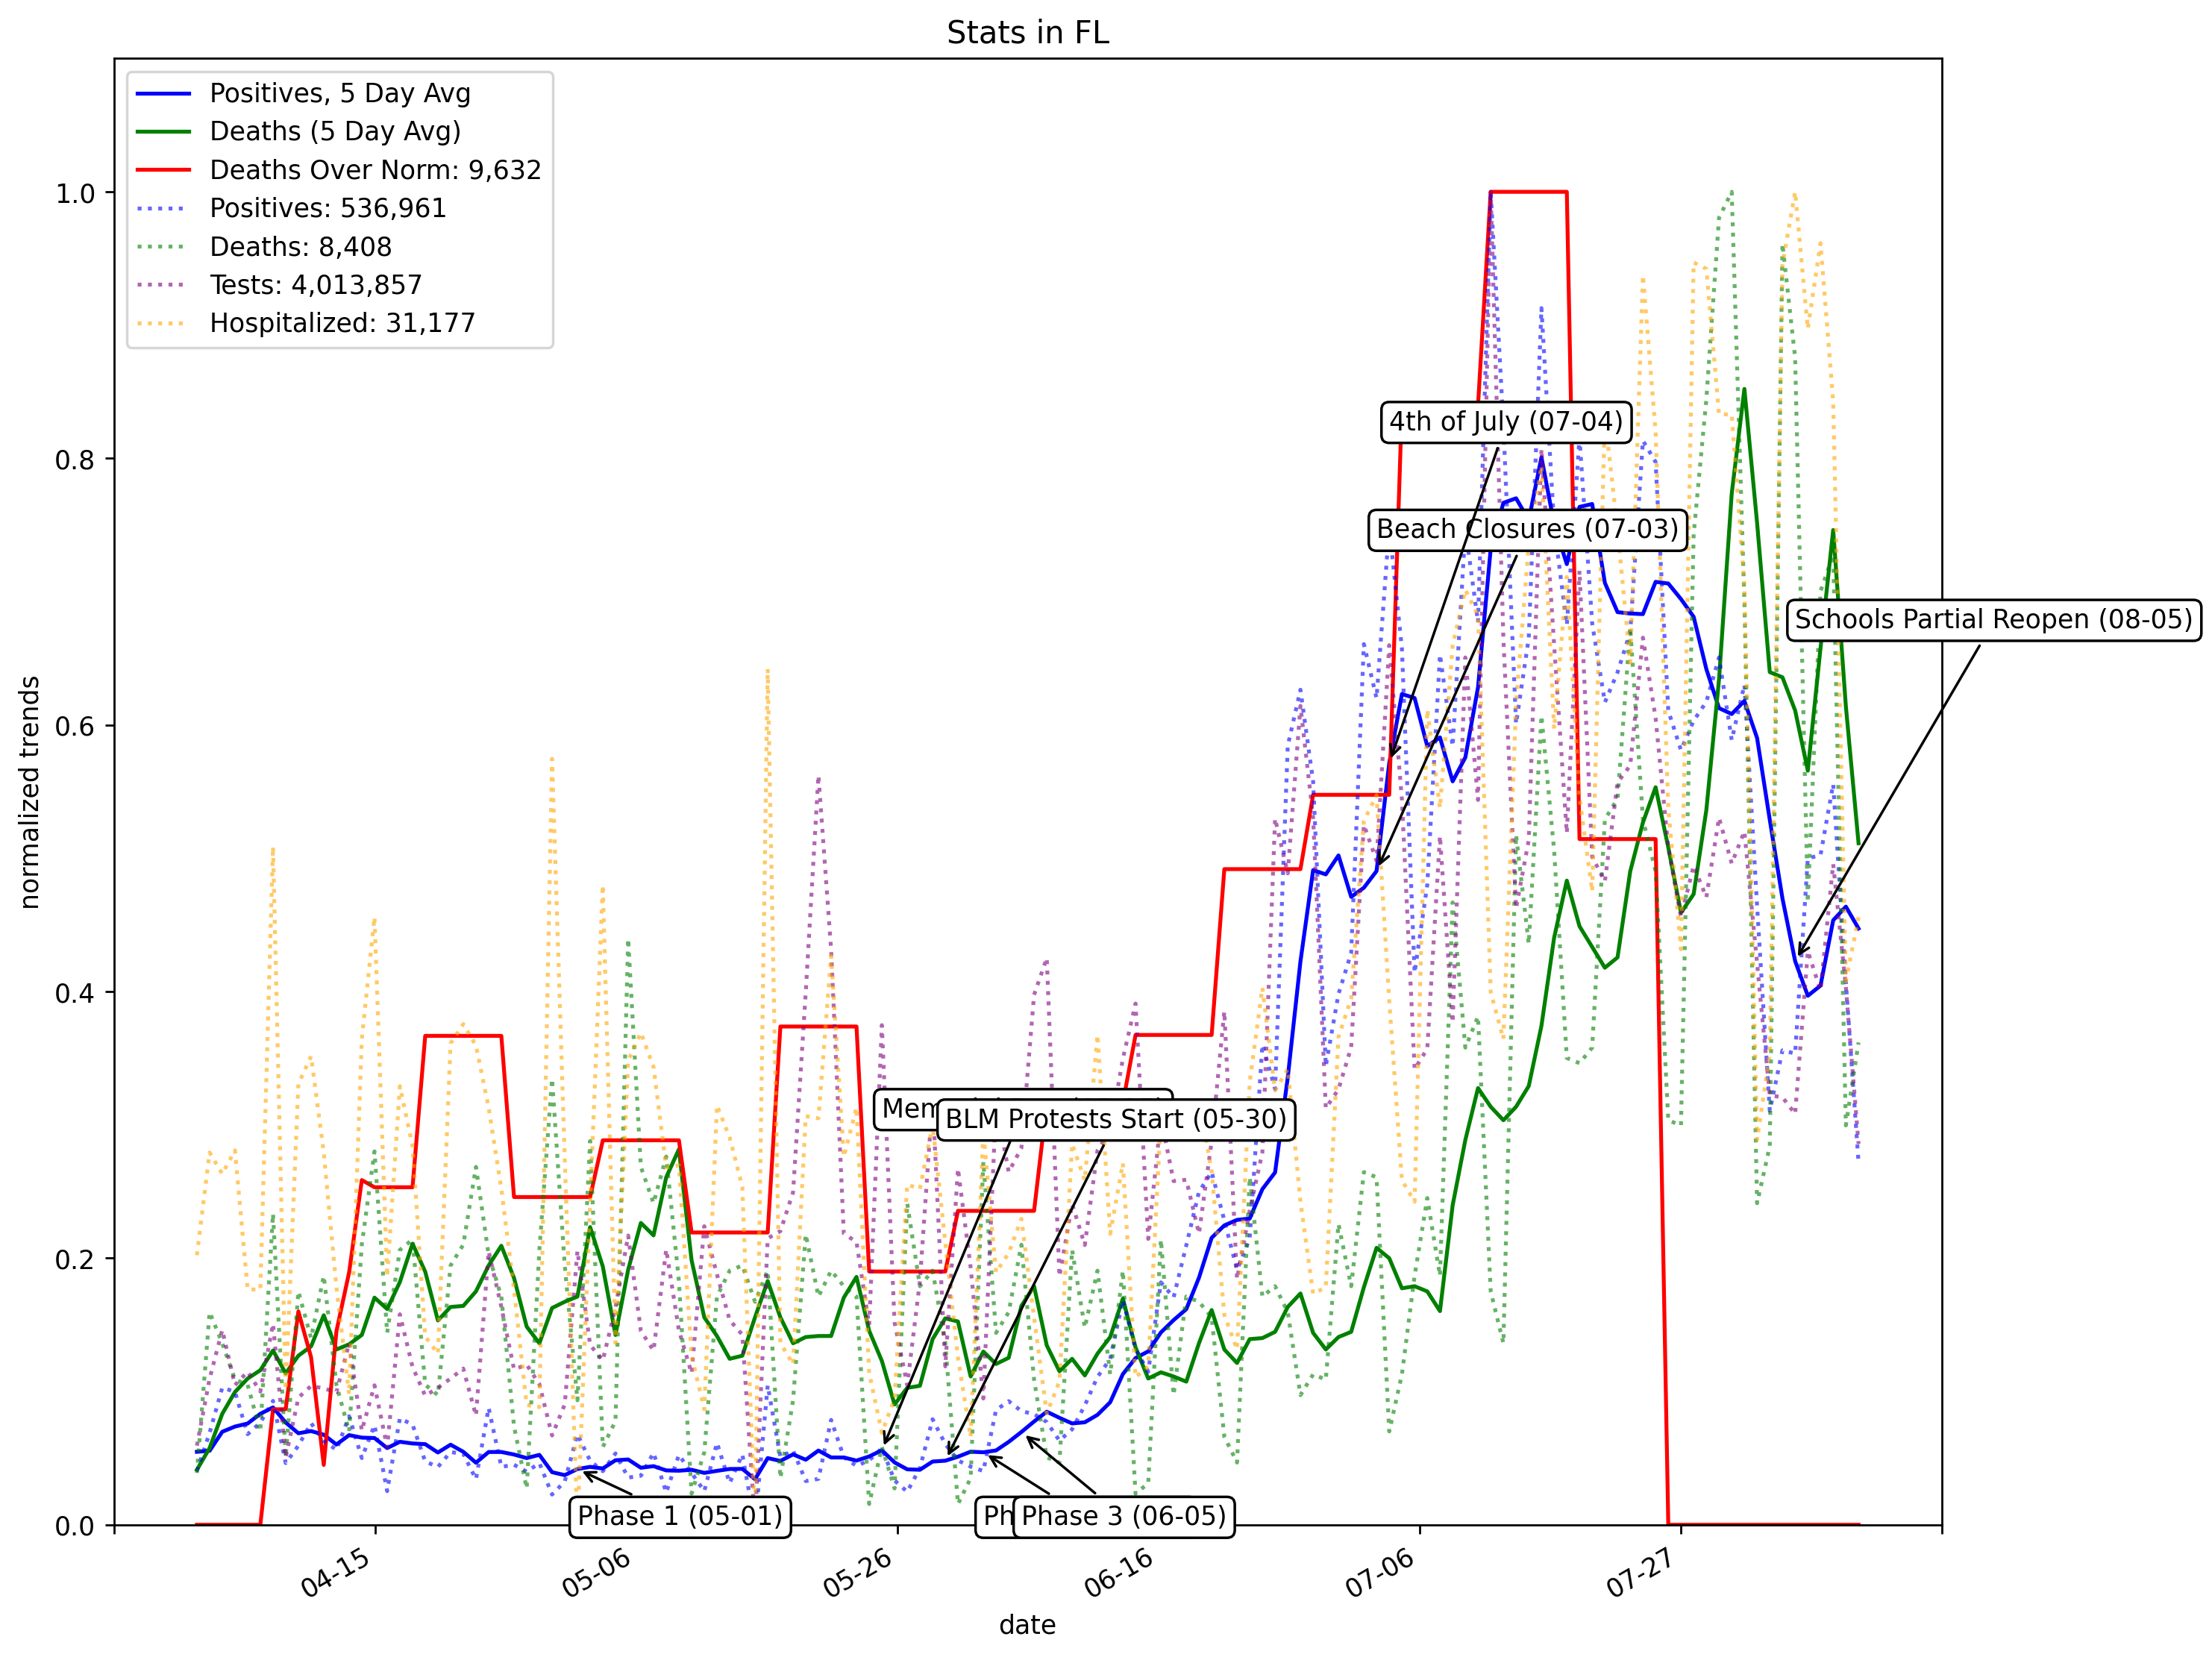 Stats in FL
Positives, 5 Day Avg
Deaths (5 Day Avg)
Deaths Over Norm: 9,632
Positives: 536,961
Deaths: 8,408
Tests: 4,013,857
Hospitalized: 31,177
1.0
0.8
0.6
0.4
0.2
0.0
normalized trends
4th of July (07-04)
Beach Closures (07-03)
Schools Partial Reopen (08-05)
BLM Protests Start (05-30)
Phase 1 (05-01)
Phase 3 (06-05)
04-15
05-06
05-26
06-16
07-06
07-27
date